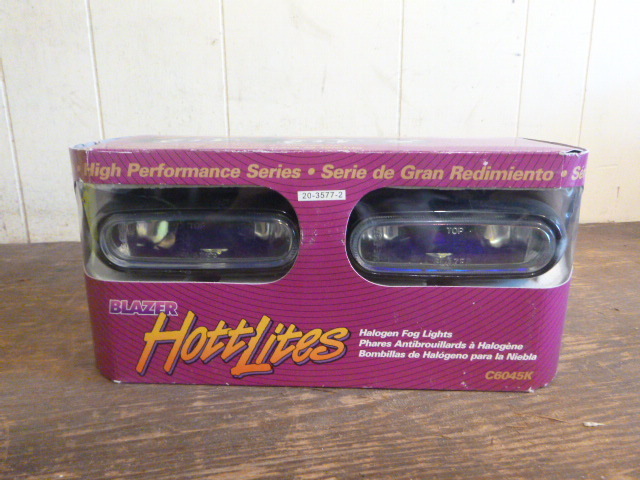 • High Performance Series • Serie de Gran Redimiento •
20-3577-2
TOP
BLAZER
HottLites
Halogen Fog Lights
Phares Antibrouillards à Halogène
Bombillas de Halógeno para la Niebla
C6045K